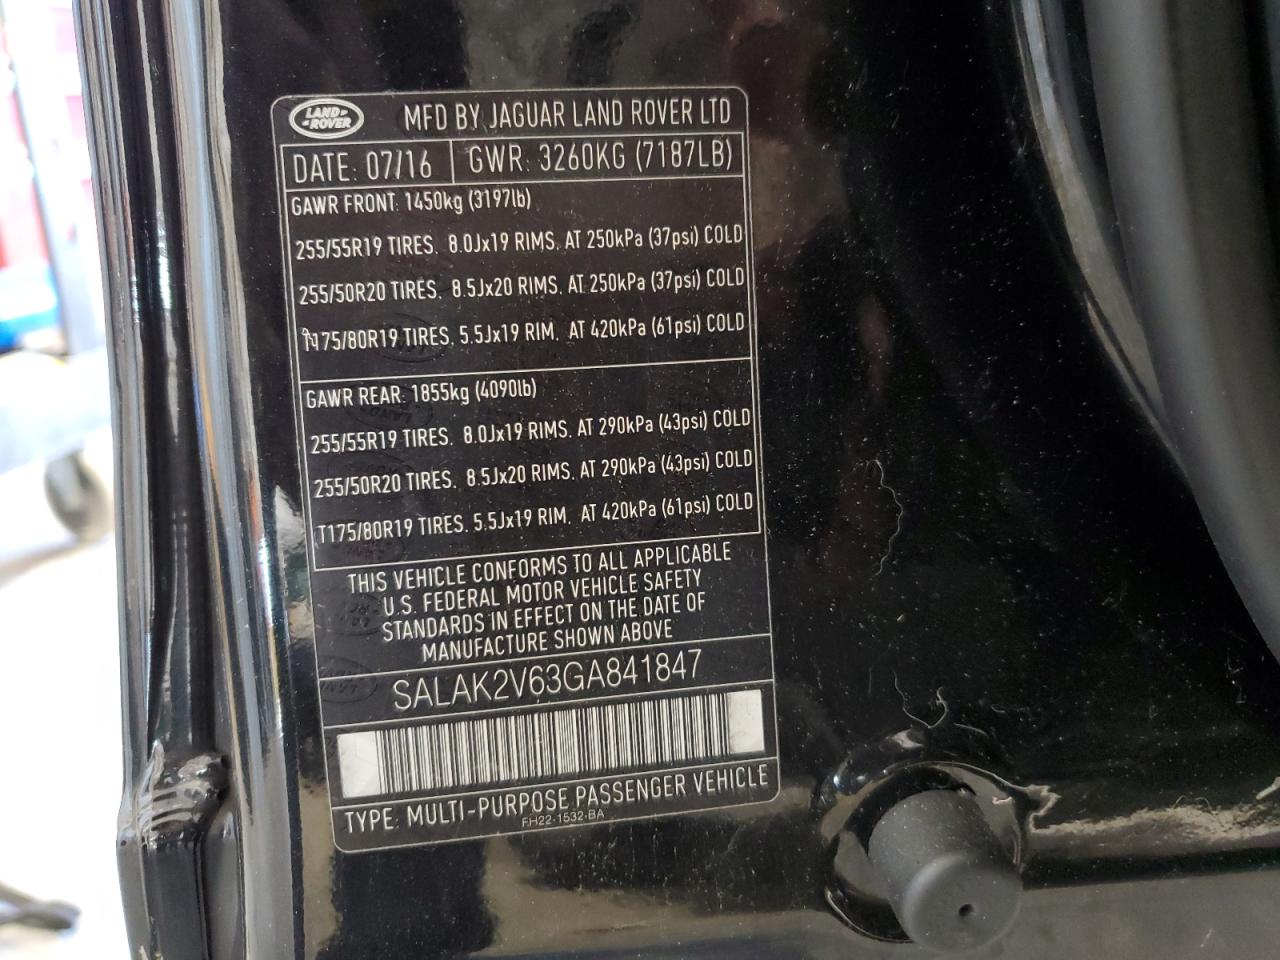 LAND ROVER MFD BY JAGUAR LAND ROVER LTD
DATE: 07/16 GWR: 3260KG (7187LB)
GAWR FRONT: 1450kg (3197lb)
255/55R19 TIRES. 8.0Jx19 RIMS. AT 250kPa (37psi) COLD
255/50R20 TIRES. 8.5Jx20 RIMS. AT 250kPa (37psi) COLD
T175/80R19 TIRES. 5.5Jx19 RIM. AT 420kPa (61psi) COLD
GAWR REAR: 1855kg (4090lb)
255/55R19 TIRES. 8.0Jx19 RIMS. AT 290kPa (43psi) COLD
255/50R20 TIRES. 8.5Jx20 RIMS. AT 290kPa (43psi) COLD
T175/80R19 TIRES. 5.5Jx19 RIM. AT 420kPa (61psi) COLD
THIS VEHICLE CONFORMS TO ALL APPLICABLE
U.S. FEDERAL MOTOR VEHICLE SAFETY
STANDARDS IN EFFECT ON THE DATE OF
MANUFACTURE SHOWN ABOVE
SALAK2V63GA841847
TYPE: MULTI-PURPOSE PASSENGER VEHICLE
FH22-1532-BA